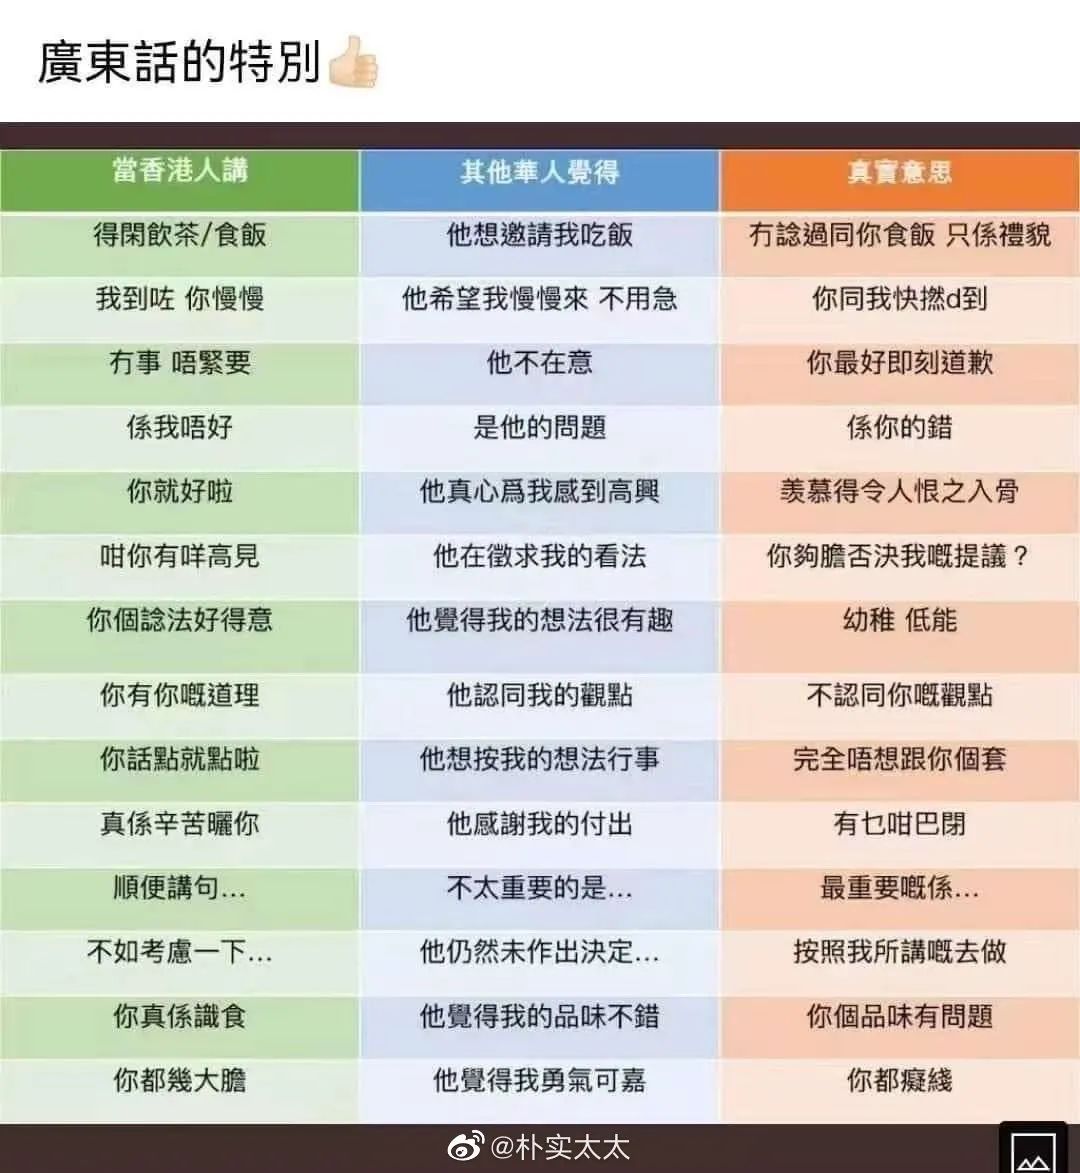 廣東話的特別👍🏻
當香港人講 其他華人覺得 真實意思
得閑飲茶/食飯 他想邀請我吃飯 冇諗過同你食飯 只係禮貌
我到咗 你慢慢 他希望我慢慢來 不用急 你同我快撚d到
冇事 唔緊要 他不在意 你最好即刻道歉
係我唔好 是他的問題 係你的錯
你就好啦 他真心爲我感到高興 羨慕得令人恨之入骨
咁你有咩高見 他在徵求我的看法 你夠膽否決我嘅提議？
你個諗法好得意 他覺得我的想法很有趣 幼稚 低能
你有你嘅道理 他認同我的觀點 不認同你嘅觀點
你話點就點啦 他想按我的想法行事 完全唔想跟你個套
真係辛苦曬你 他感謝我的付出 有乜咁巴閉
順便講句... 不太重要的是... 最重要嘅係...
不如考慮一下... 他仍然未作出決定... 按照我所講嘅去做
你真係識食 他覺得我的品味不錯 你個品味有問題
你都幾大膽 他覺得我勇氣可嘉 你都癡綫
@朴实太太